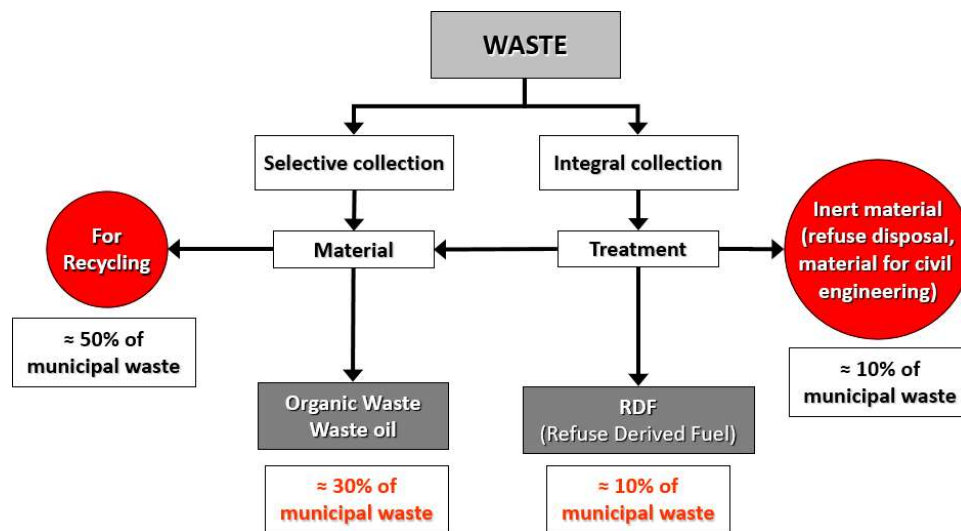 WASTE
Selective collection
Integral collection
For
Recycling
Material
Treatment
Inert material
(refuse disposal,
material for civil
engineering)
≈ 50% of
municipal waste
≈ 10% of
municipal waste
Organic Waste
Waste oil
RDF
(Refuse Derived Fuel)
≈ 30% of
municipal waste
≈ 10% of
municipal waste